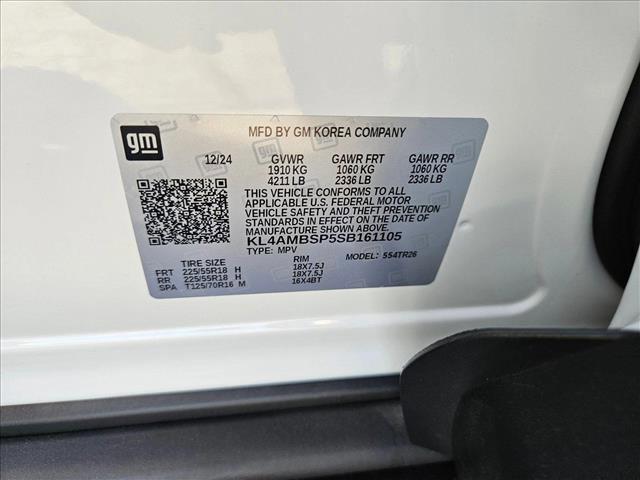 gm
MFD BY GM KOREA COMPANY
12/24 GVWR GAWR FRT GAWR RR
1910 KG 1060 KG 1060 KG
4211 LB 2336 LB 2336 LB
THIS VEHICLE CONFORMS TO ALL
APPLICABLE U.S. FEDERAL MOTOR
VEHICLE SAFETY AND THEFT PREVENTION
STANDARDS IN EFFECT ON THE DATE OF
MANUFACTURE SHOWN ABOVE.
KL4AMBSP5SB161105
TYPE: MPV MODEL: 554TR26
TIRE SIZE RIM
FRT 225/55R18 H 18X7.5J
RR 225/55R18 H 18X7.5J
SPA T125/70R16 M 16X4BT